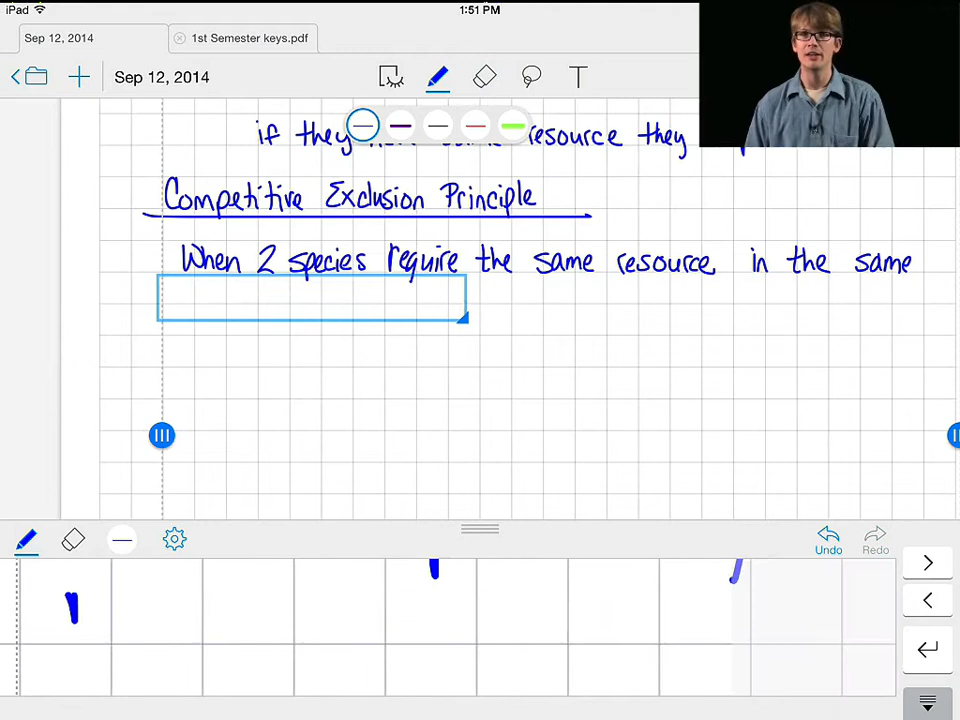 iPad 1:51 PM
Sep 12, 2014 1st Semester keys.pdf
Sep 12, 2014 T
if they same resource they
Competitive Exclusion Principle
When 2 species require the same resource in the same
Undo Redo